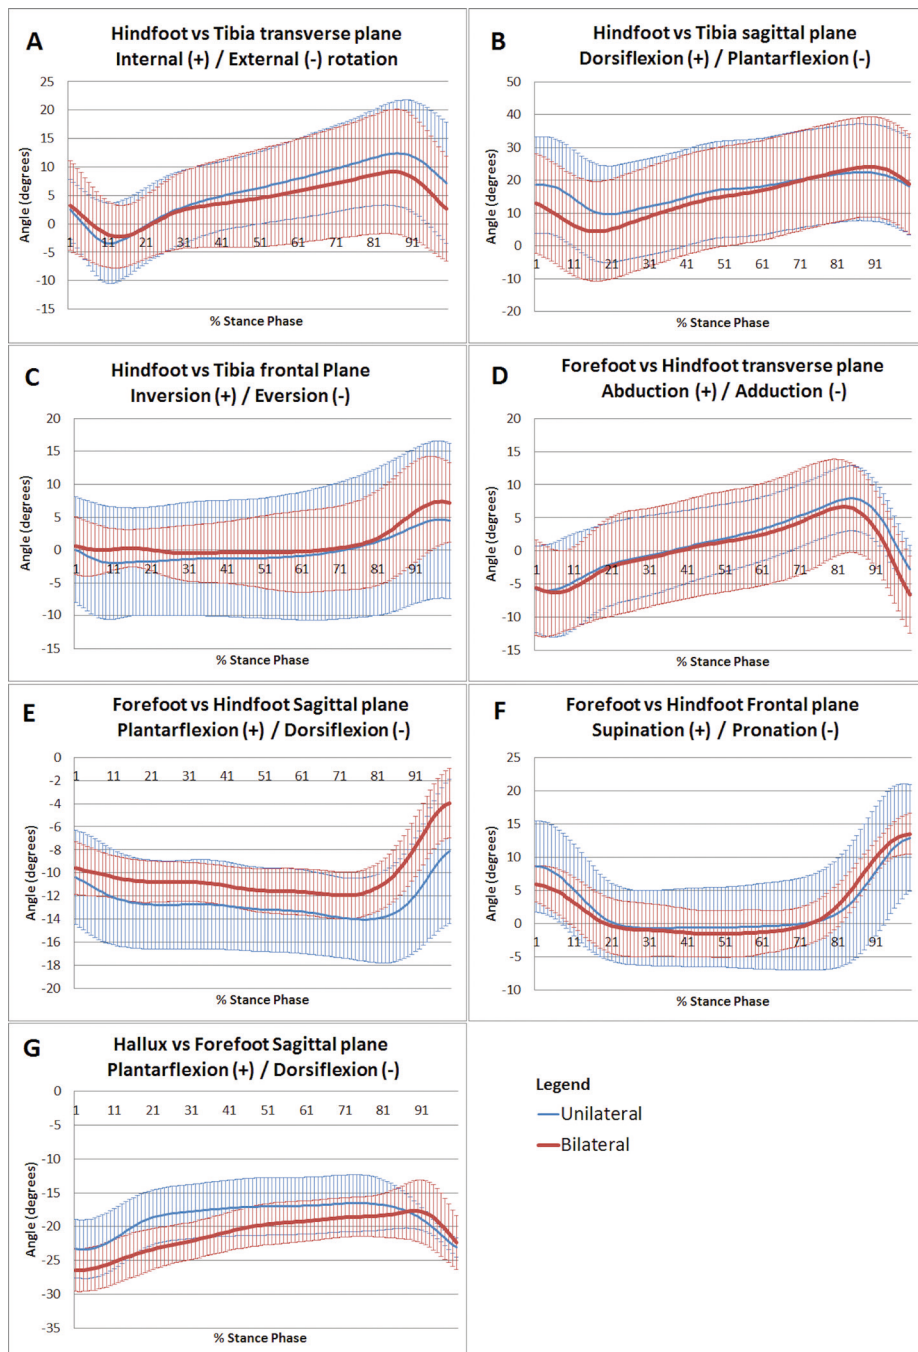 A
Hindfoot vs Tibia transverse plane
Internal (+) / External (-) rotation
25
20
15
10
5
0
-5
-10
-15
Angle (degrees)
1 11 21 31 41 51 61 71 81 91
% Stance Phase
B
Hindfoot vs Tibia sagittal plane
Dorsiflexion (+) / Plantarflexion (-)
50
40
30
20
10
0
-10
-20
Angle (degrees)
1 11 21 31 41 51 61 71 81 91
% Stance Phase
C
Hindfoot vs Tibia frontal Plane
Inversion (+) / Eversion (-)
20
15
10
5
0
-5
-10
-15
Angle (degrees)
1 11 21 31 41 51 61 71 81 91
% Stance Phase
D
Forefoot vs Hindfoot transverse plane
Abduction (+) / Adduction (-)
20
15
10
5
0
-5
-10
-15
Angle (degrees)
1 11 21 31 41 51 61 71 81 91
% Stance Phase
E
Forefoot vs Hindfoot Sagittal plane
Plantarflexion (+) / Dorsiflexion (-)
0
-2
-4
-6
-8
-10
-12
-14
-16
-18
-20
Angle (degrees)
1 11 21 31 41 51 61 71 81 91
% Stance Phase
F
Forefoot vs Hindfoot Frontal plane
Supination (+) / Pronation (-)
25
20
15
10
5
0
-5
-10
Angle (degrees)
1 11 21 31 41 51 61 71 81 91
% Stance Phase
G
Hallux vs Forefoot Sagittal plane
Plantarflexion (+) / Dorsiflexion (-)
0
-5
-10
-15
-20
-25
-30
-35
Angle (degrees)
1 11 21 31 41 51 61 71 81 91
% Stance Phase
Legend
Unilateral
Bilateral